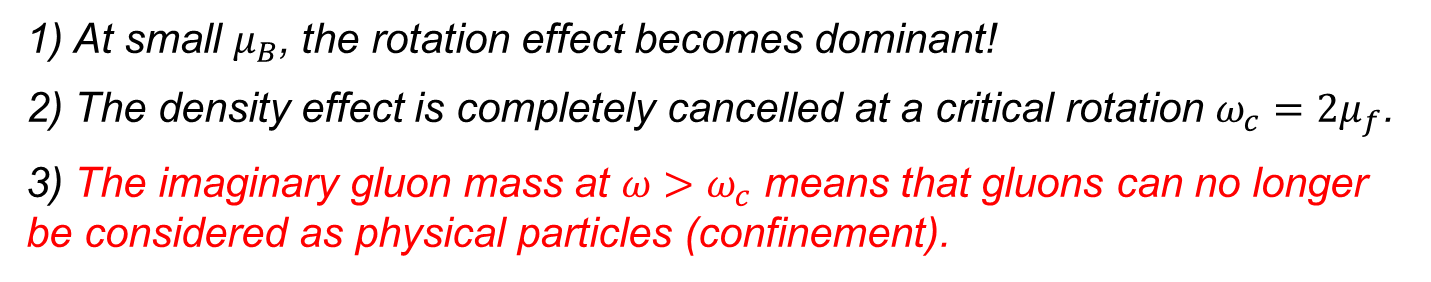 1) At small μ_B, the rotation effect becomes dominant!
2) The density effect is completely cancelled at a critical rotation ω_c = 2μ_f.
3) The imaginary gluon mass at ω > ω_c means that gluons can no longer
be considered as physical particles (confinement).